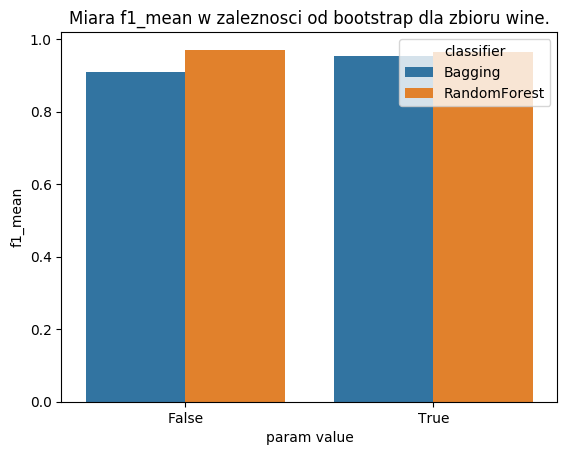 Miara f1_mean w zaleznosci od bootstrap dla zbioru wine.
1.0
0.8
0.6
0.4
0.2
0.0
f1_mean
classifier
Bagging
RandomForest
False
True
param value